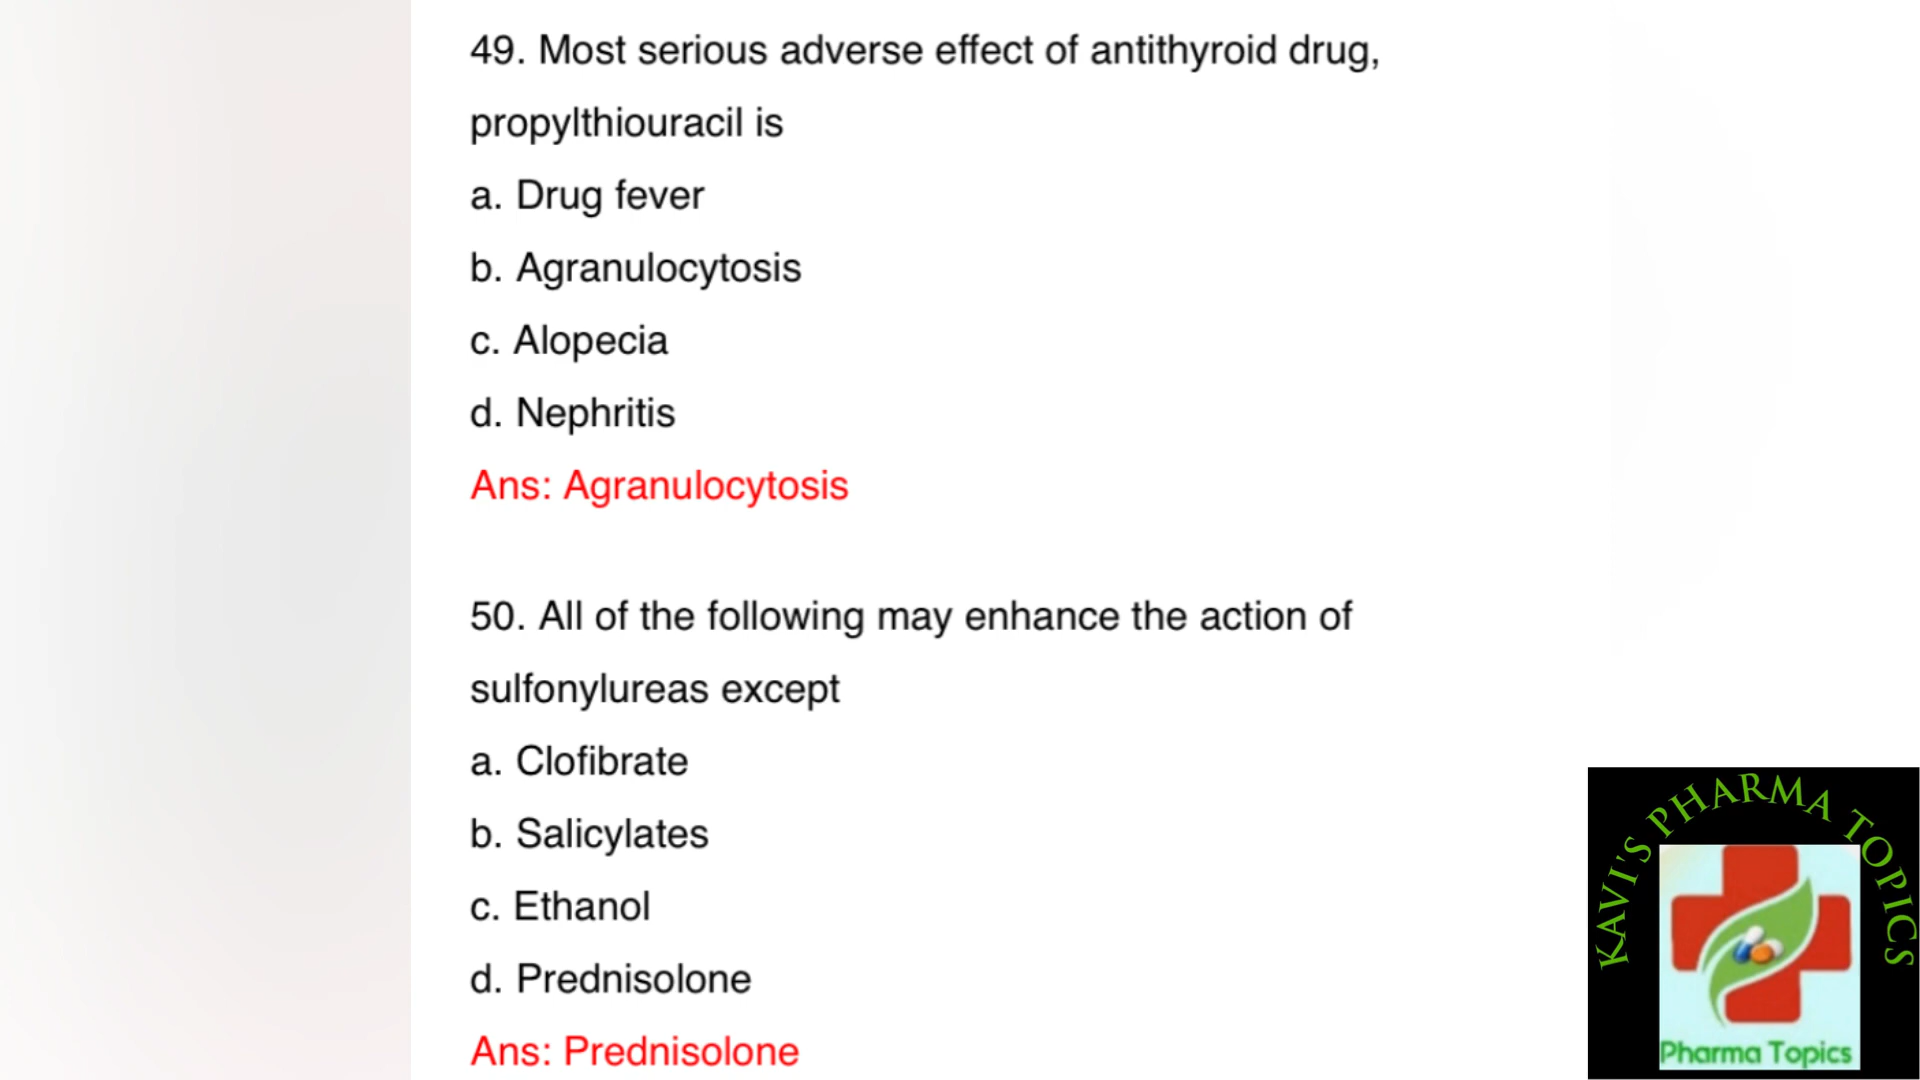 49. Most serious adverse effect of antithyroid drug,
propylthiouracil is
a. Drug fever
b. Agranulocytosis
c. Alopecia
d. Nephritis
Ans: Agranulocytosis
50. All of the following may enhance the action of
sulfonylureas except
a. Clofibrate
b. Salicylates
c. Ethanol
d. Prednisolone
Ans: Prednisolone
KAVI'S PHARMA TOPICS
Pharma Topics